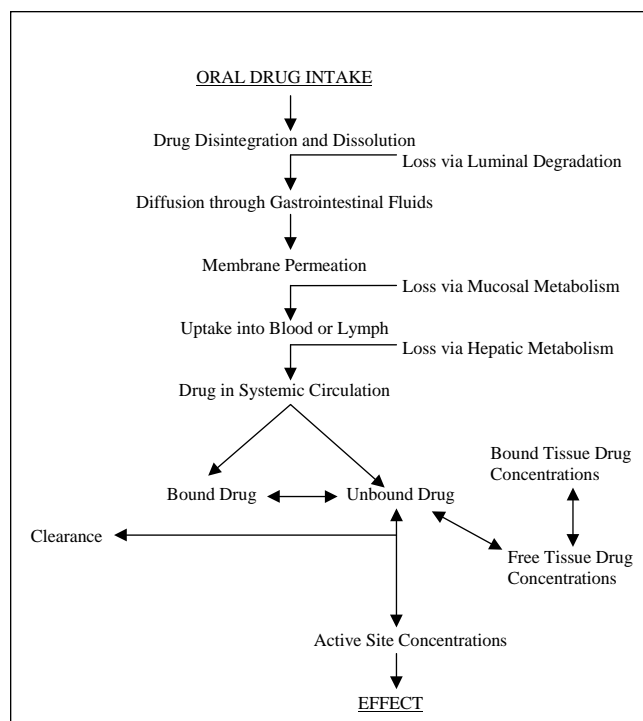 ORAL DRUG INTAKE
Drug Disintegration and Dissolution
Loss via Luminal Degradation
Diffusion through Gastrointestinal Fluids
Membrane Permeation
Loss via Mucosal Metabolism
Uptake into Blood or Lymph
Loss via Hepatic Metabolism
Drug in Systemic Circulation
Bound Tissue Drug
Concentrations
Bound Drug
Unbound Drug
Clearance
Free Tissue Drug
Concentrations
Active Site Concentrations
EFFECT